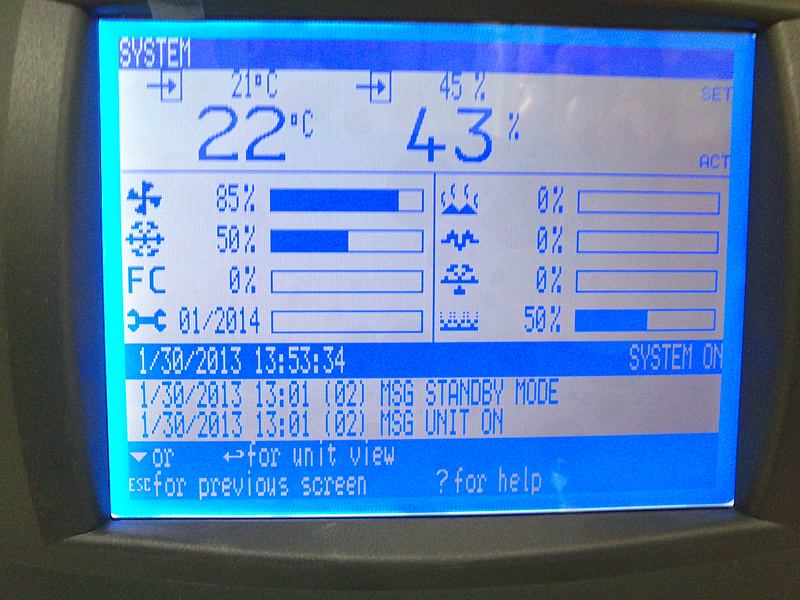 SYSTEM
21°C 45% SET
22°C 43% ACT
85% 0%
50% 0%
FC 0% 0%
01/2014 50%
1/30/2013 13:53:34 SYSTEM ON
1/30/2013 13:01 (02) MSG STANDBY MODE
1/30/2013 13:01 (02) MSG UNIT ON
or for unit view
ESC for previous screen ? for help